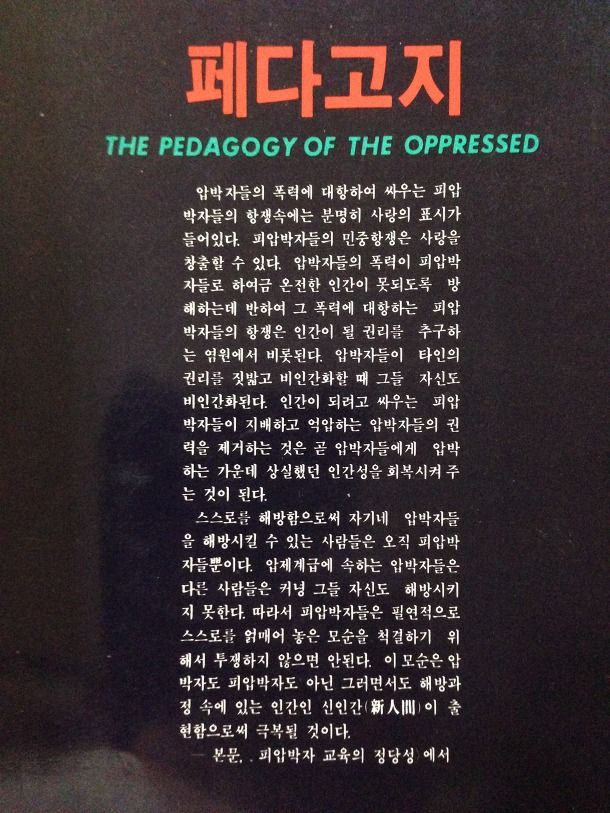 페다고지
THE PEDAGOGY OF THE OPPRESSED
압박자들의 폭력에 대항하여 싸우는 피압
박자들의 항쟁속에는 분명히 사랑의 표시가
들어있다. 피압박자들의 민중항쟁은 사랑을
창출할 수 있다. 압박자들의 폭력이 피압박
자들로 하여금 온전한 인간이 못되도록 방
해하는데 반하여 그 폭력에 대항하는 피압
박자들의 항쟁은 인간이 될 권리를 추구하
는 염원에서 비롯된다. 압박자들이 타인의
권리를 짓밟고 비인간화할 때 그들 자신도
비인간화된다. 인간이 되려고 싸우는 피압
박자들이 지배하고 억압하는 압박자들의 권
력을 제거하는 것은 곧 압박자들에게 압박
하는 가운데 상실했던 인간성을 회복시켜 주
는 것이 된다.
스스로를 해방함으로써 자기네 압박자들
을 해방시킬 수 있는 사람들은 오직 피압박
자들뿐이다. 압제계급에 속하는 압박자들은
다른 사람들은 커녕 그들 자신도 해방시키
지 못한다. 따라서 피압박자들은 필연적으로
스스로를 얽매어 놓은 모순을 척결하기 위
해서 투쟁하지 않으면 안된다. 이 모순은 압
박자도 피압박자도 아닌 그러면서도 해방과
정 속에 있는 인간인 신인간(新人間)이 출
현함으로써 극복될 것이다.
— 본문, 피압박자 교육의 정당성) 에서